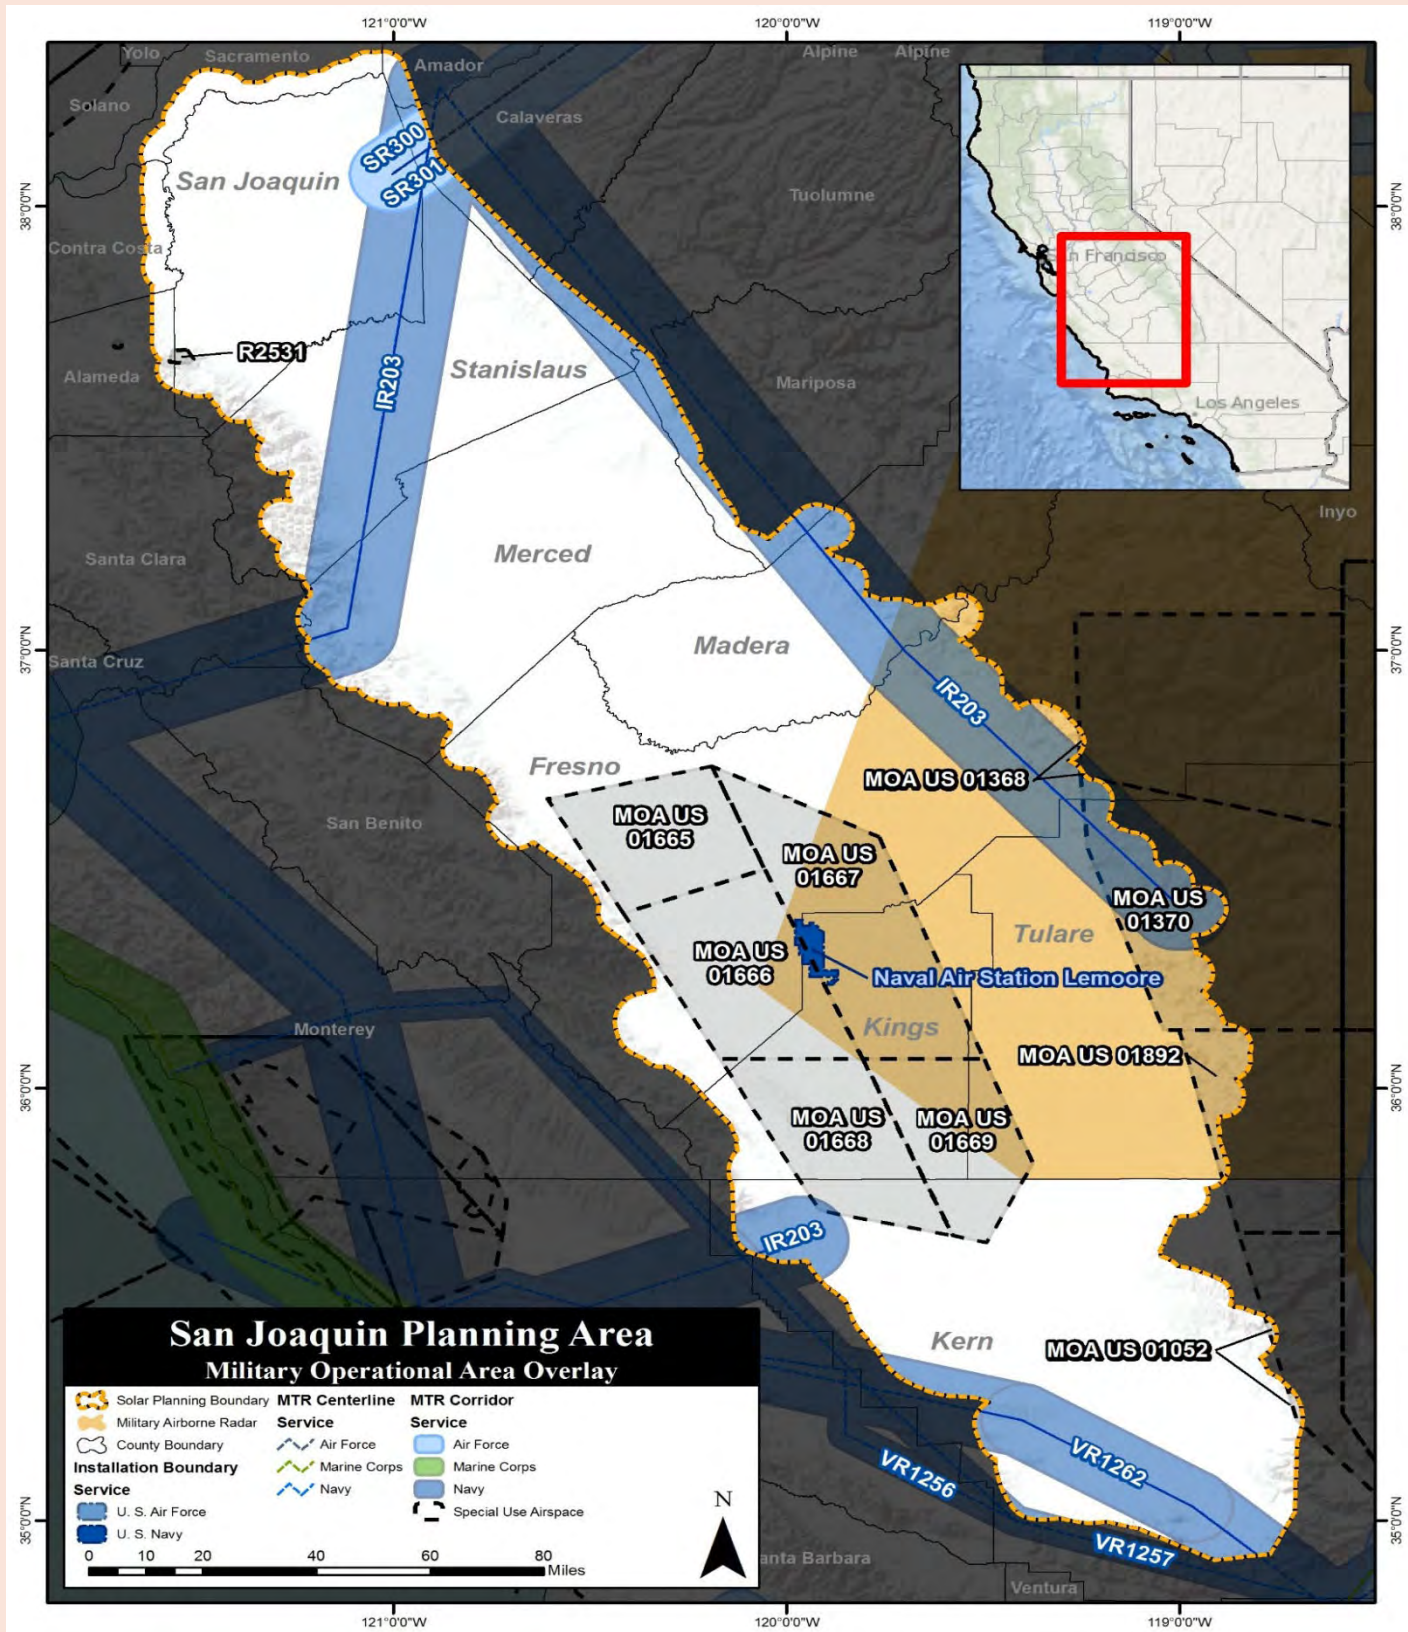 121°0'0"W
120°0'0"W
119°0'0"W
Yolo
Sacramento
Amador
Alpine
Alpine
Solano
Calaveras
SR300
SR301
San Joaquin
Tuolumne
38°0'0"N
38°0'0"N
Contra Costa
n Francisco
Los Angeles
R2531
Alameda
IR203
Stanislaus
Mariposa
Inyo
Santa Clara
Merced
Madera
37°0'0"N
37°0'0"N
Santa Cruz
IR203
Fresno
MOA US 01368
San Benito
MOA US
01665
MOA US
01667
MOA US
01370
Tulare
MOA US
01666
Naval Air Station Lemoore
Monterey
Kings
MOA US 01892
36°0'0"N
36°0'0"N
MOA US
01668
MOA US
01669
IR203
Kern
MOA US 01052
VR1262
VR1256
VR1257
35°0'0"N
35°0'0"N
anta Barbara
Ventura
San Joaquin Planning Area
Military Operational Area Overlay
Solar Planning Boundary
Military Airborne Radar
County Boundary
Installation Boundary
Service
U. S. Air Force
U. S. Navy
MTR Centerline
Service
Air Force
Marine Corps
Navy
MTR Corridor
Service
Air Force
Marine Corps
Navy
Special Use Airspace
N
0 10 20 40 60 80
Miles
121°0'0"W
120°0'0"W
119°0'0"W